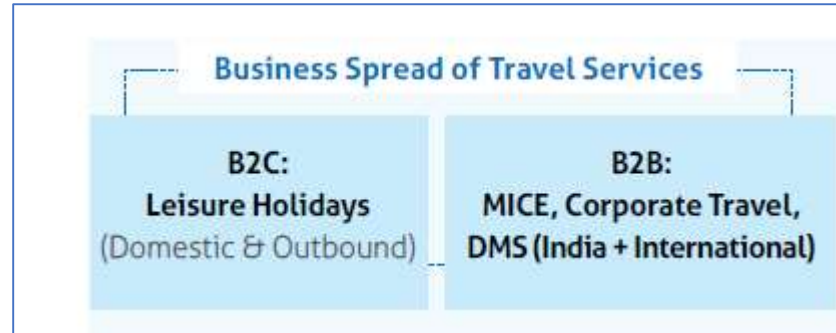 Business Spread of Travel Services
B2C:
Leisure Holidays
(Domestic & Outbound)
B2B:
MICE, Corporate Travel,
DMS (India + International)